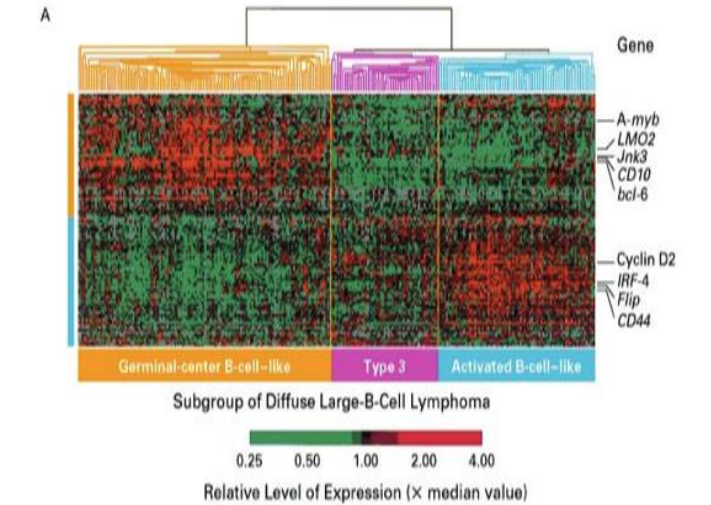 A
Gene
A-myb
LMO2
Jnk3
CD10
bcl-6
Cyclin D2
IRF-4
Flip
CD44
Germinal-center B-cell–like Type 3 Activated B-cell–like
Subgroup of Diffuse Large-B-Cell Lymphoma
0.25 0.50 1.00 2.00 4.00
Relative Level of Expression (× median value)